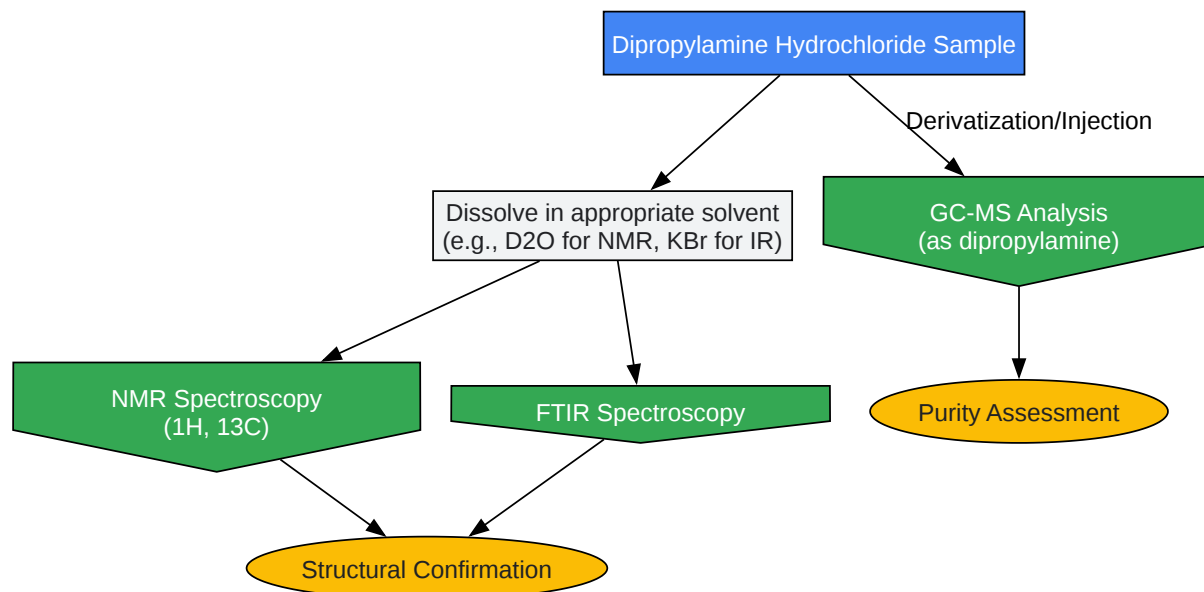 Dipropylamine Hydrochloride Sample
Derivatization/Injection
Dissolve in appropriate solvent
(e.g., D2O for NMR, KBr for IR)
GC-MS Analysis
(as dipropylamine)
NMR Spectroscopy
(1H, 13C)
FTIR Spectroscopy
Purity Assessment
Structural Confirmation